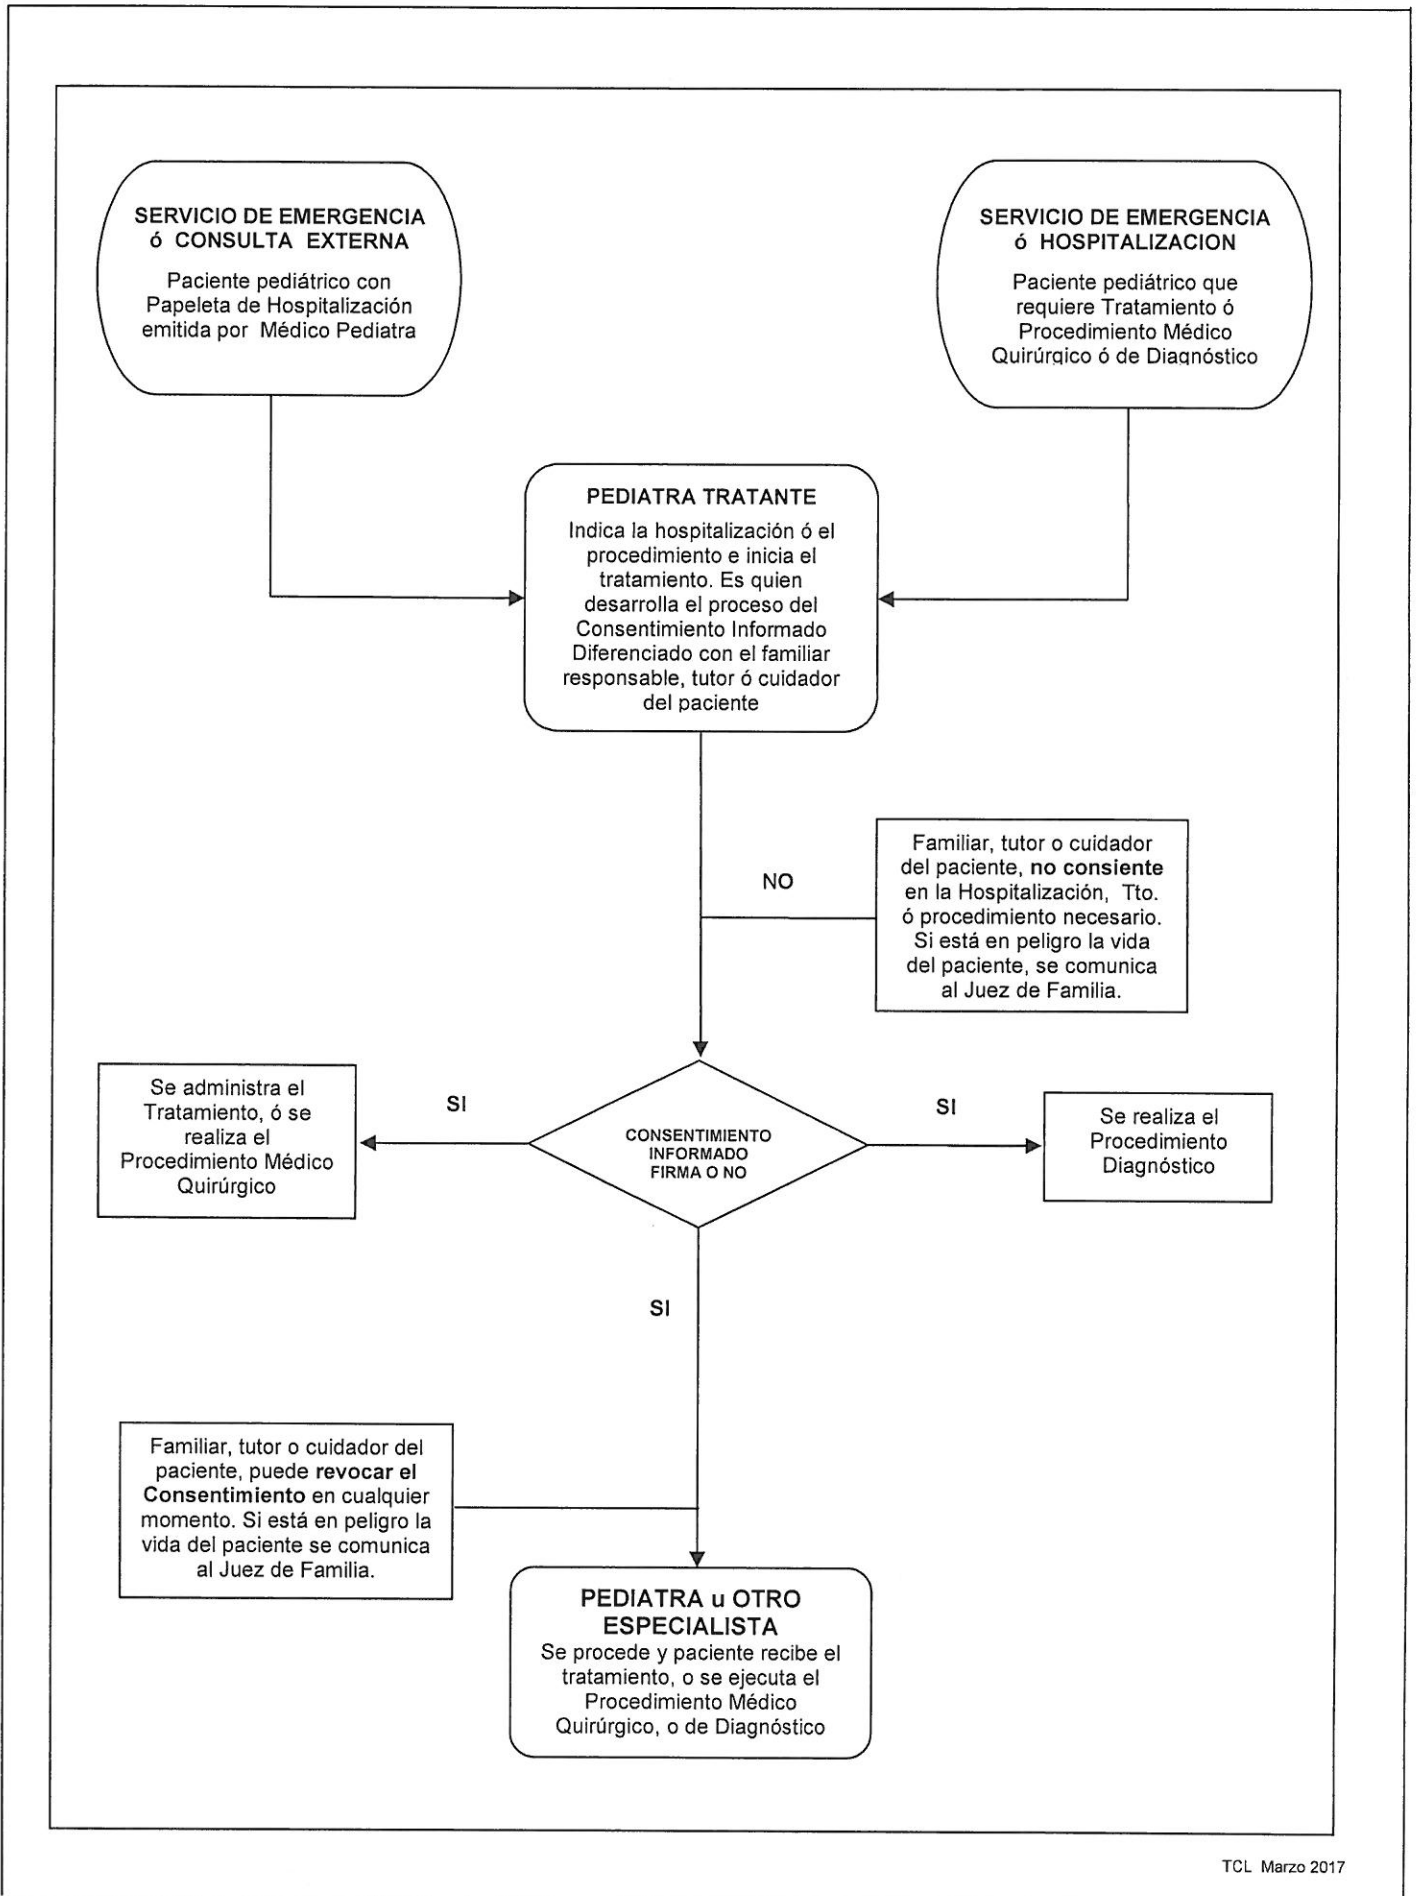 SERVICIO DE EMERGENCIA
ó CONSULTA EXTERNA
Paciente pediátrico con
Papeleta de Hospitalización
emitida por Médico Pediatra
SERVICIO DE EMERGENCIA
ó HOSPITALIZACION
Paciente pediátrico que
requiere Tratamiento ó
Procedimiento Médico
Quirúrgico ó de Diagnóstico
PEDIATRA TRATANTE
Indica la hospitalización ó el
procedimiento e inicia el
tratamiento. Es quien
desarrolla el proceso del
Consentimiento Informado
Diferenciado con el familiar
responsable, tutor ó cuidador
del paciente
NO
Familiar, tutor o cuidador
del paciente, no consiente
en la Hospitalización, Tto.
ó procedimiento necesario.
Si está en peligro la vida
del paciente, se comunica
al Juez de Familia.
Se administra el
Tratamiento, ó se
realiza el
Procedimiento Médico
Quirúrgico
SI
CONSENTIMIENTO
INFORMADO
FIRMA O NO
SI
Se realiza el
Procedimiento
Diagnóstico
SI
Familiar, tutor o cuidador del
paciente, puede revocar el
Consentimiento en cualquier
momento. Si está en peligro la
vida del paciente se comunica
al Juez de Familia.
PEDIATRA u OTRO
ESPECIALISTA
Se procede y paciente recibe el
tratamiento, o se ejecuta el
Procedimiento Médico
Quirúrgico, o de Diagnóstico
TCL Marzo 2017